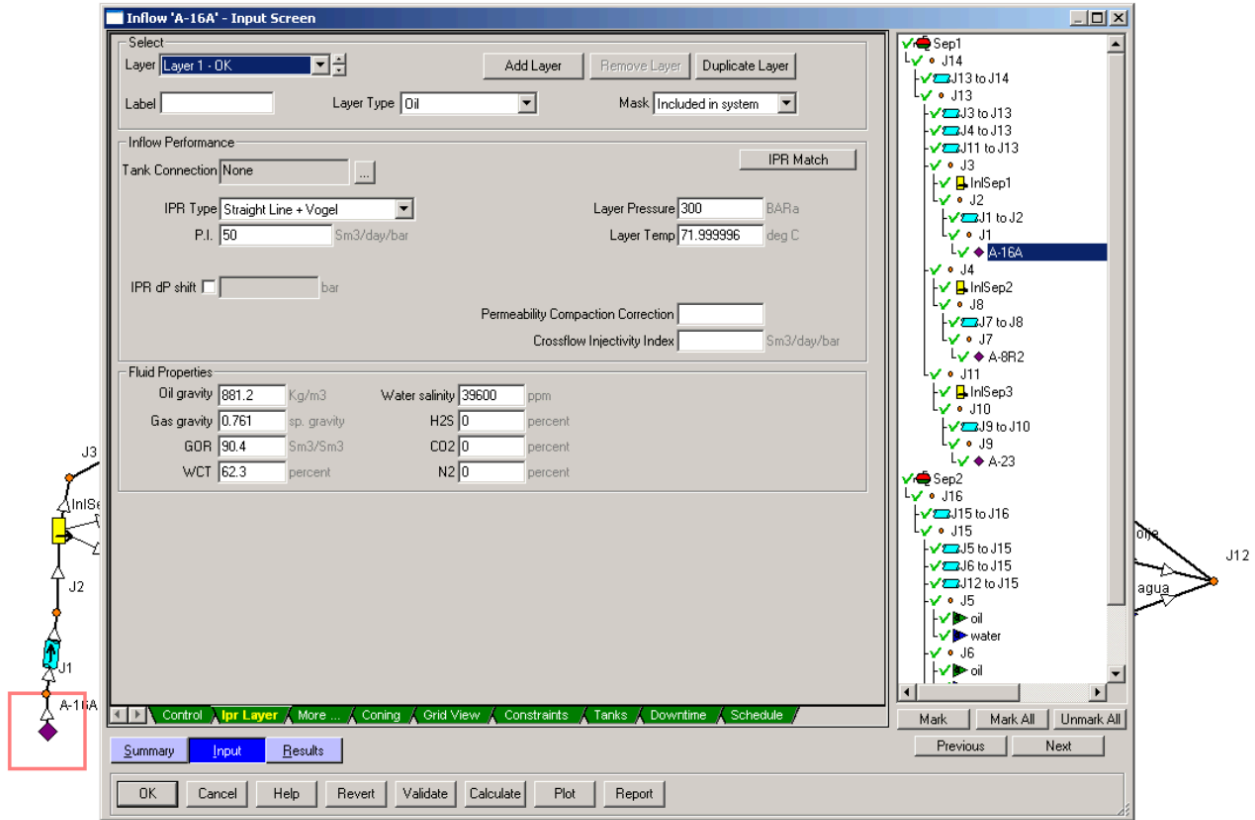 Inflow 'A-16A' - Input Screen
Select
Layer Layer 1 - OK Add Layer Remove Layer Duplicate Layer
Label Layer Type Oil Mask Included in system
Inflow Performance
Tank Connection None ... IPR Match
IPR Type Straight Line + Vogel Layer Pressure 300 BARa
P.I. 50 Sm3/day/bar Layer Temp 71.999996 deg C
IPR dP shift bar
Permeability Compaction Correction
Crossflow Injectivity Index Sm3/day/bar
Fluid Properties
Oil gravity 881.2 Kg/m3 Water salinity 39600 ppm
Gas gravity 0.761 sp. gravity H2S 0 percent
GOR 90.4 Sm3/Sm3 CO2 0 percent
WCT 62.3 percent N2 0 percent
Control Ipr Layer More ... Coning Grid View Constraints Tanks Downtime Schedule
Summary Input Results
OK Cancel Help Revert Validate Calculate Plot Report
Sep1
J14
J13 to J14
J13
J3 to J13
J4 to J13
J11 to J13
J3
InlSep1
J2
J1 to J2
J1
A-16A
J4
InlSep2
J8
J7 to J8
J7
A-8R2
J11
InlSep3
J10
J9 to J10
J9
A-23
Sep2
J16
J15 to J16
J15
J5 to J15
J6 to J15
J12 to J15
J5
oil
water
J6
oil
Mark Mark All Unmark All
Previous Next
J3
InlSe
J2
J1
A-16A
olje
J12
agua